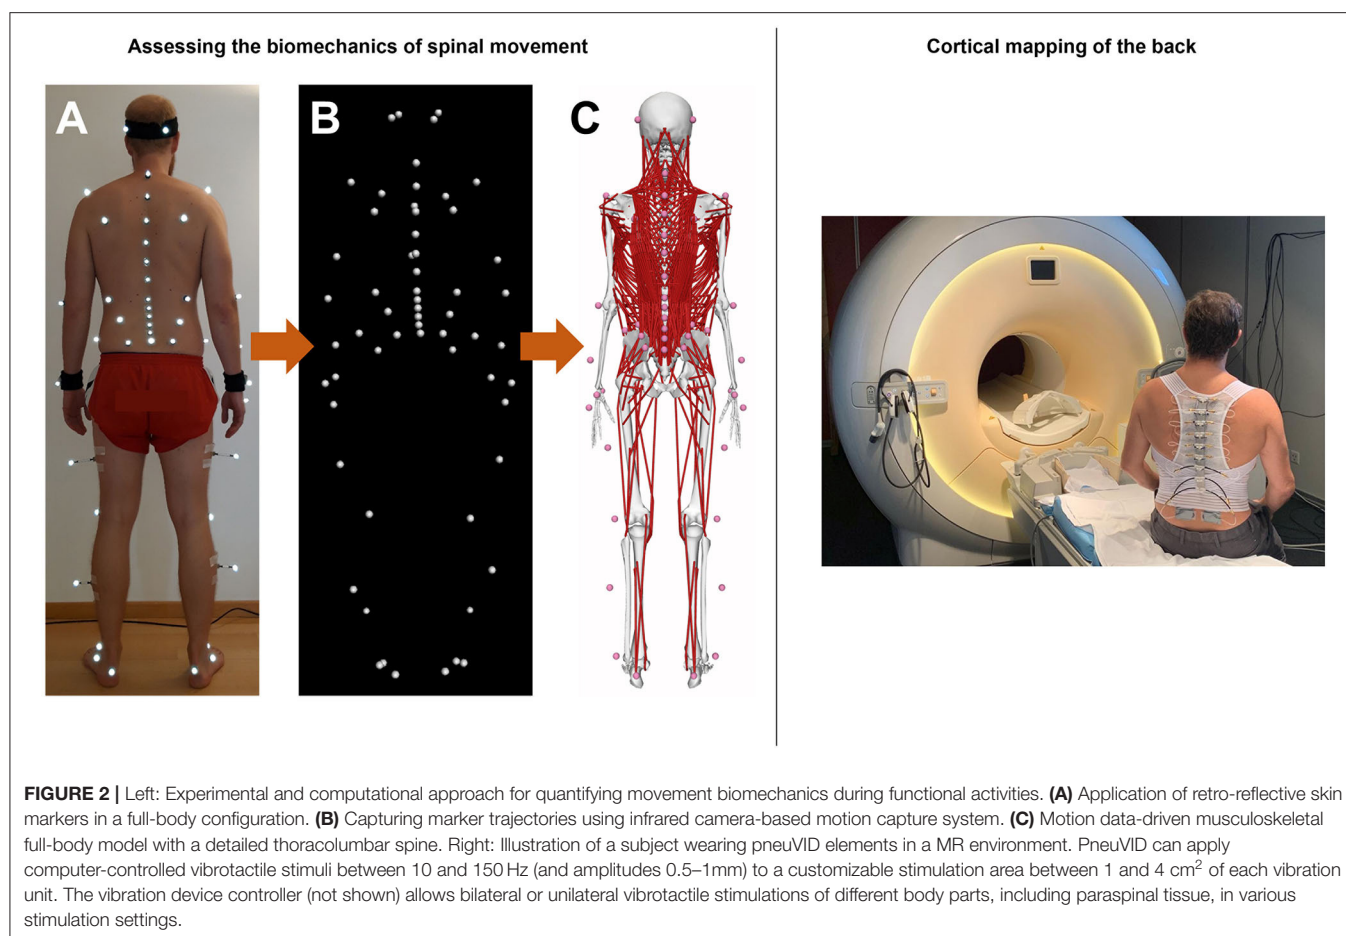 Assessing the biomechanics of spinal movement
Cortical mapping of the back
A
B
C
FIGURE 2 | Left: Experimental and computational approach for quantifying movement biomechanics during functional activities. (A) Application of retro-reflective skin
markers in a full-body configuration. (B) Capturing marker trajectories using infrared camera-based motion capture system. (C) Motion data-driven musculoskeletal
full-body model with a detailed thoracolumbar spine. Right: Illustration of a subject wearing pneuVID elements in a MR environment. PneuVID can apply
computer-controlled vibrotactile stimuli between 10 and 150 Hz (and amplitudes 0.5–1mm) to a customizable stimulation area between 1 and 4 cm² of each vibration
unit. The vibration device controller (not shown) allows bilateral or unilateral vibrotactile stimulations of different body parts, including paraspinal tissue, in various
stimulation settings.